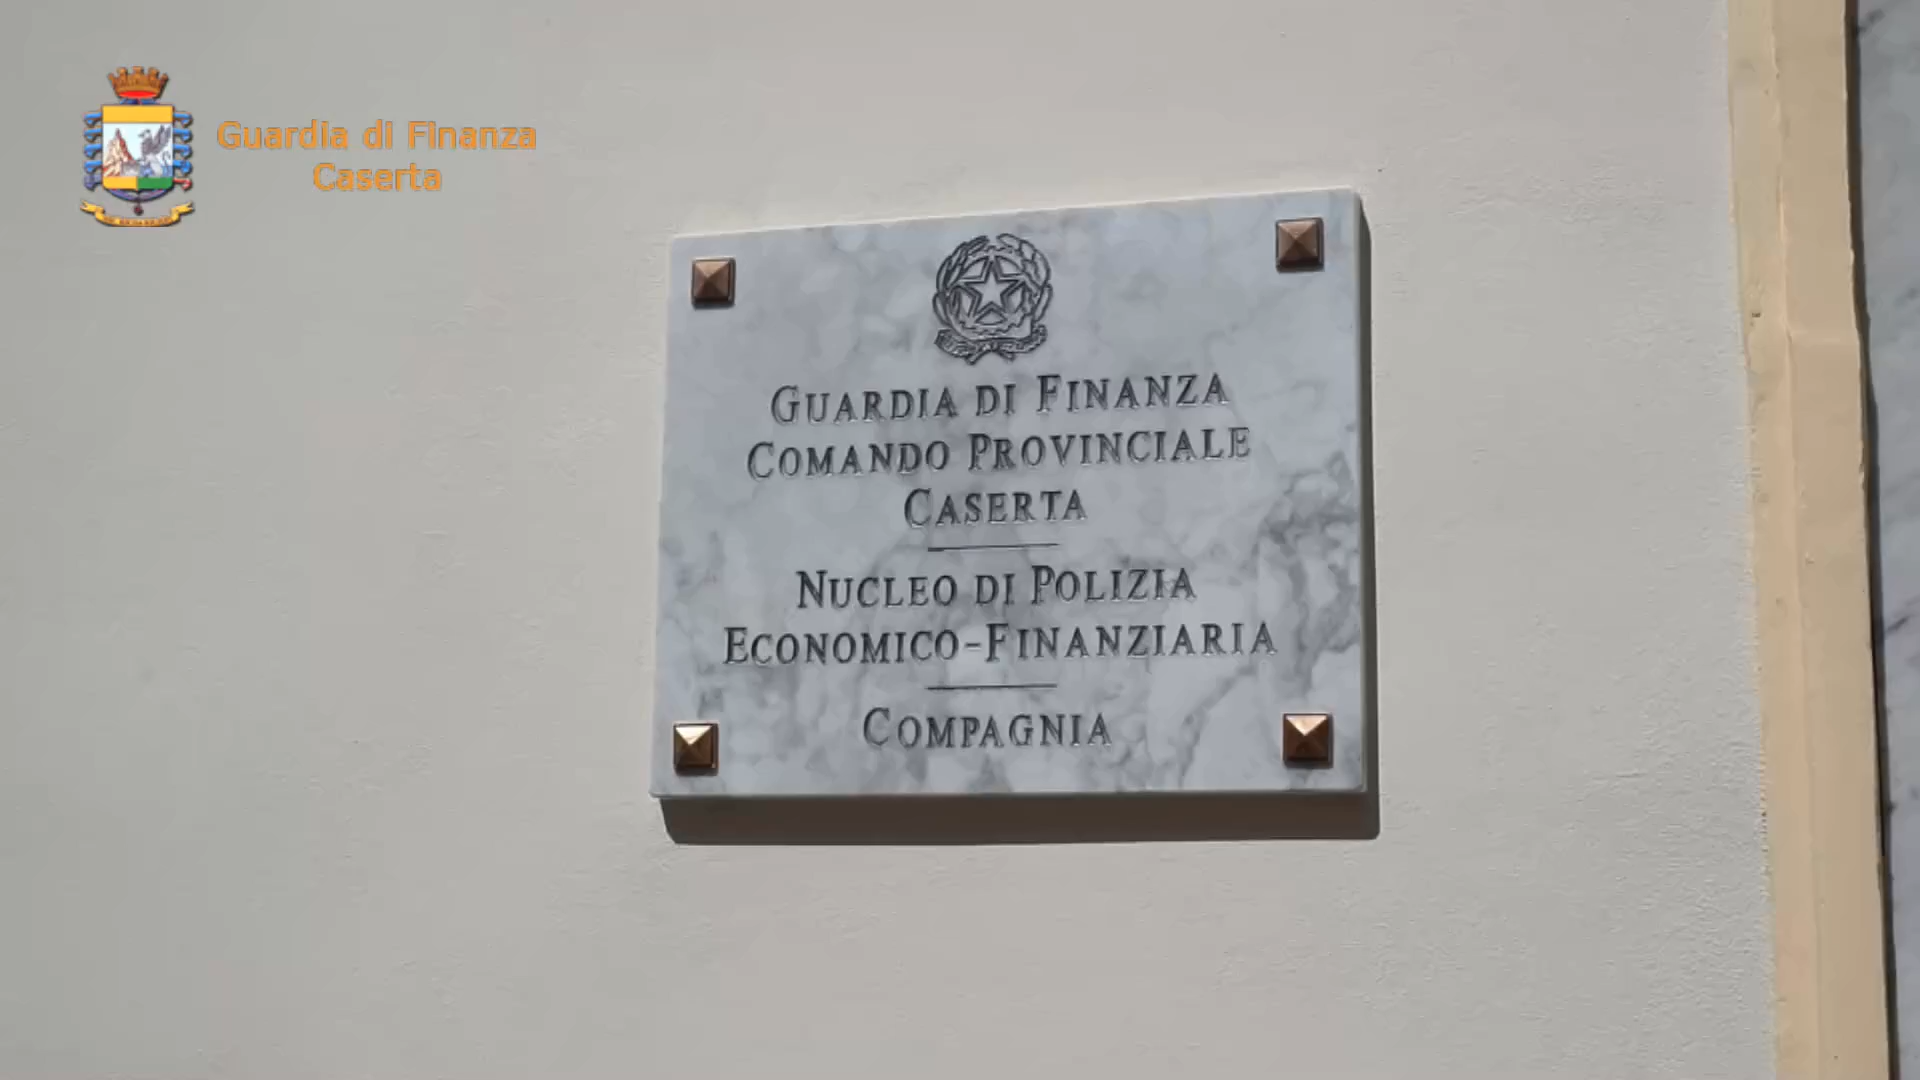 Guardia di Finanza
Caserta
GUARDIA DI FINANZA
COMANDO PROVINCIALE
CASERTA
NUCLEO DI POLIZIA
ECONOMICO-FINANZIARIA
COMPAGNIA